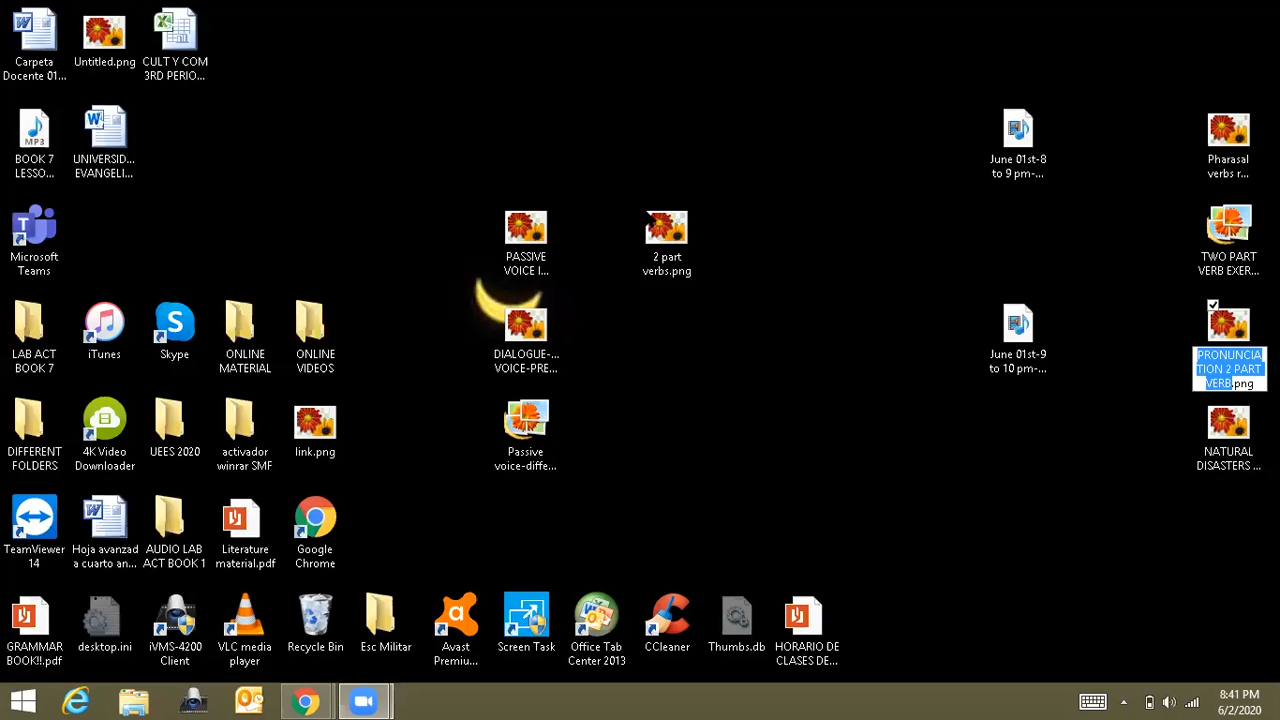 Carpeta
Docente 01...
Untitled.png
CULT Y COM
3RD PERIO...
MP3
BOOK 7
LESSO...
UNIVERSID...
EVANGELI...
June 01st-8
to 9 pm-...
Pharasal
verbs r...
Microsoft
Teams
PASSIVE
VOICE I...
2 part
verbs.png
TWO PART
VERB EXER...
LAB ACT
BOOK 7
iTunes
Skype
ONLINE
MATERIAL
ONLINE
VIDEOS
DIALOGUE-...
VOICE-PRE...
June 01st-9
to 10 pm-...
PRONUNCIA
TION 2 PART
VERB.png
DIFFERENT
FOLDERS
4K Video
Downloader
UEES 2020
activador
winrar SMF
link.png
Passive
voice-diffe...
NATURAL
DISASTERS ...
TeamViewer
14
Hoja avanzad
a cuarto an...
AUDIO LAB
ACT BOOK 1
Literature
material.pdf
Google
Chrome
GRAMMAR
BOOK!!.pdf
desktop.ini
iVMS-4200
Client
VLC media
player
Recycle Bin
Esc Militar
Avast
Premiu...
Screen Task
Office Tab
Center 2013
CCleaner
Thumbs.db
HORARIO DE
CLASES DE...
8:41 PM
6/2/2020